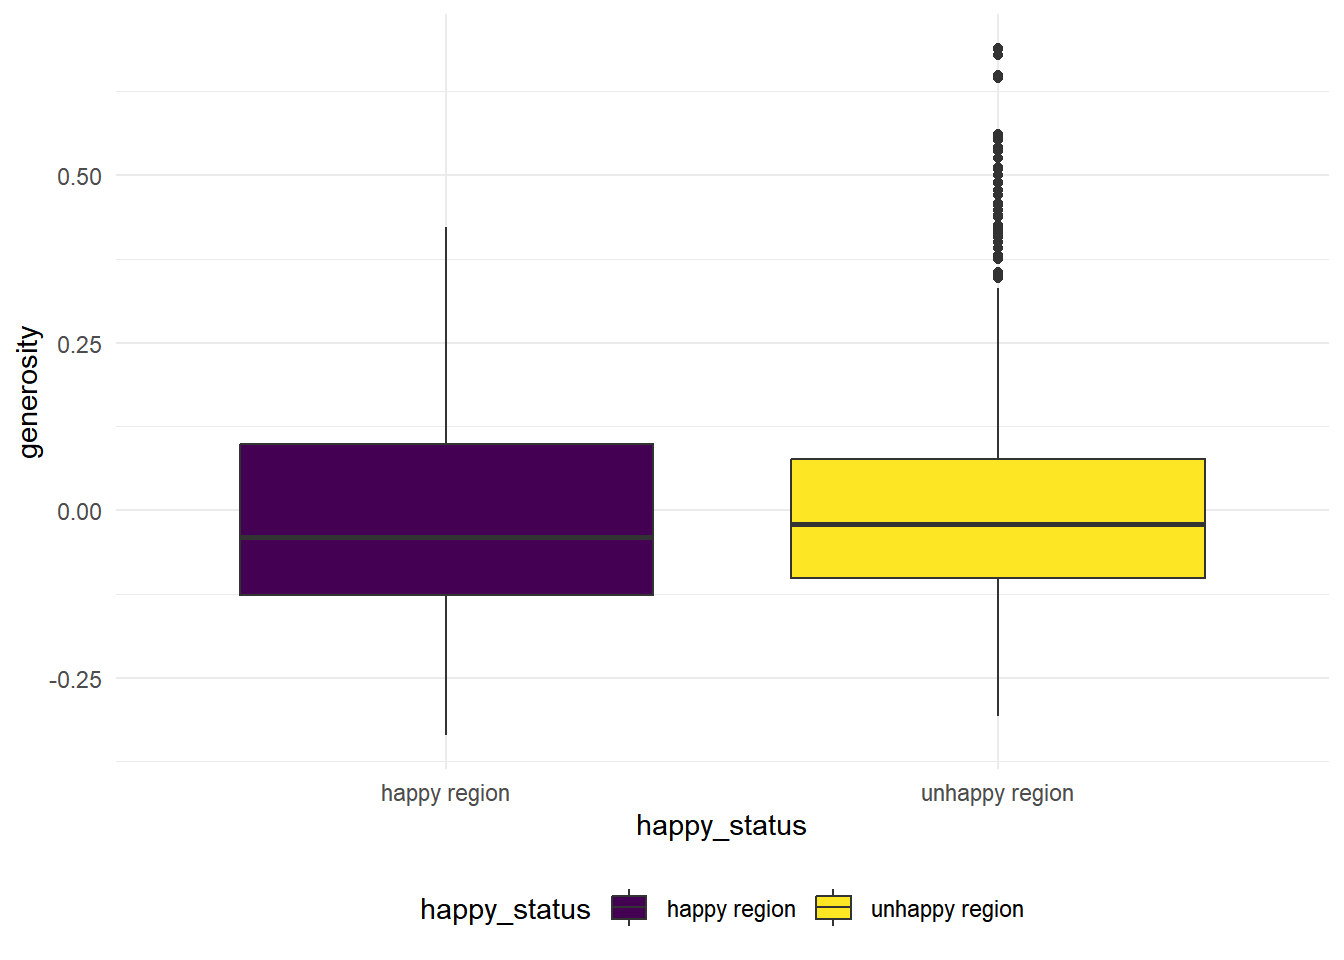 generosity
0.50
0.25
0.00
-0.25
happy region
unhappy region
happy_status
happy_status happy region unhappy region